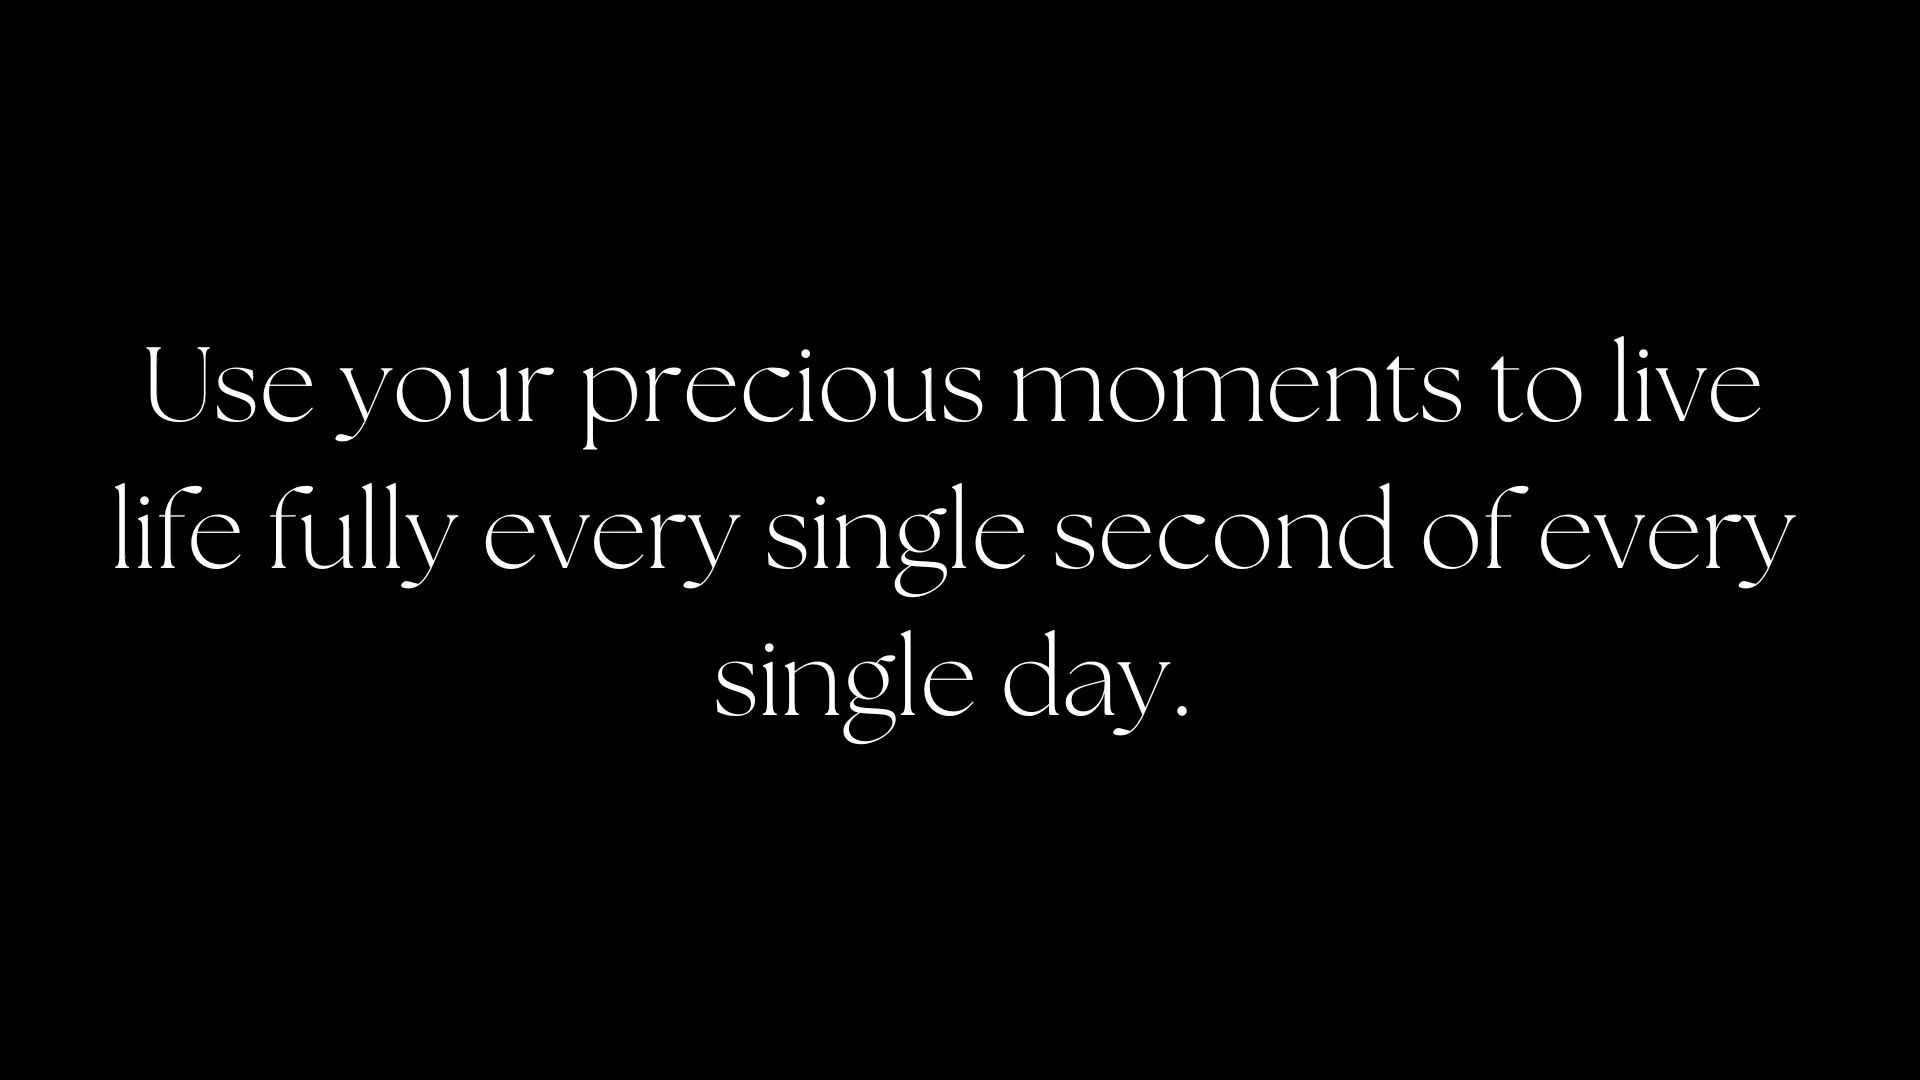 Use your precious moments to live
life fully every single second of every
single day.